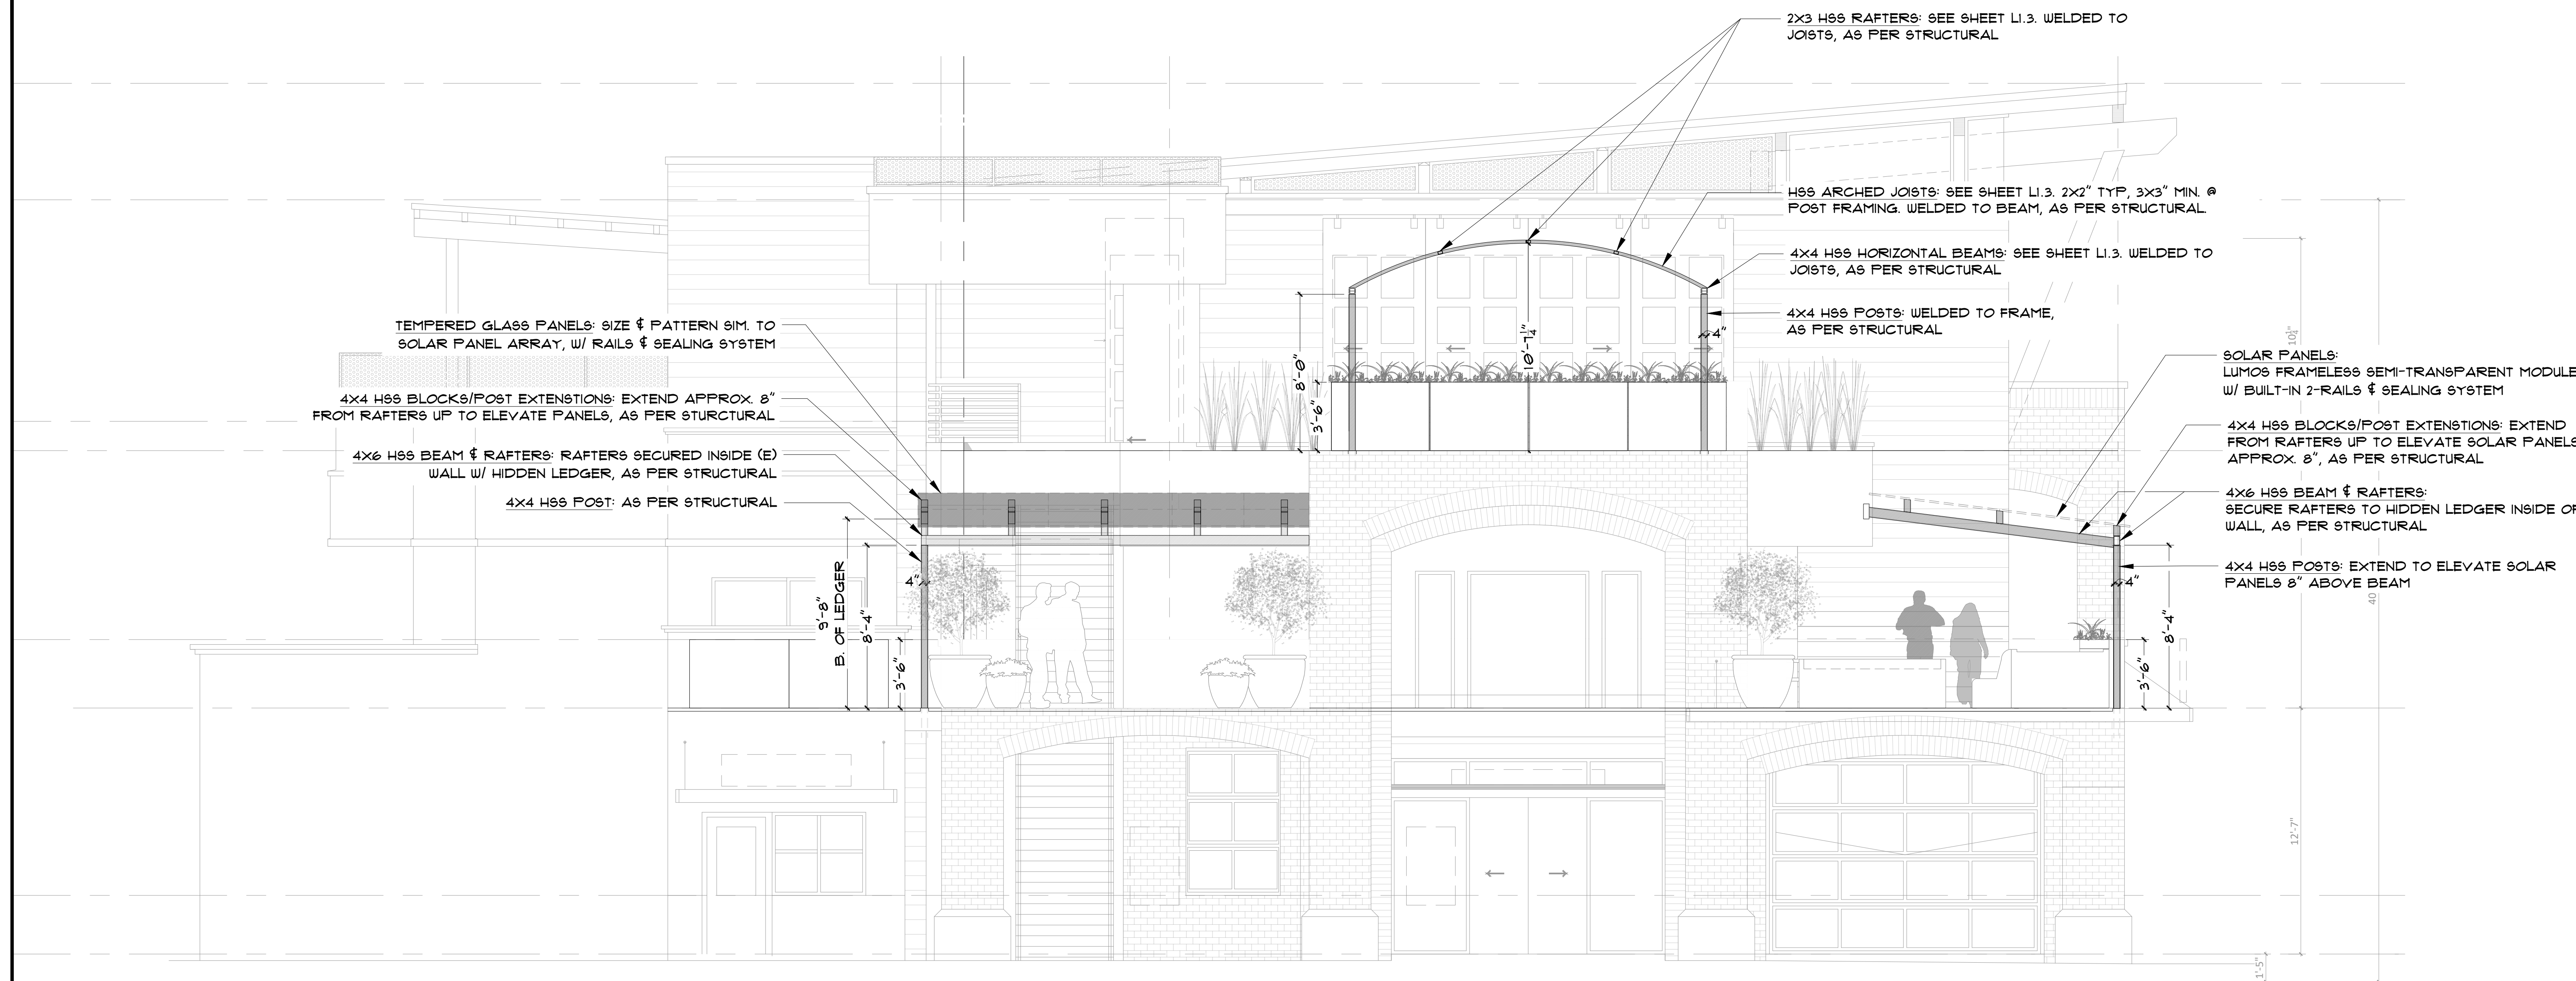 2X3 HSS RAFTERS: SEE SHEET L1.3. WELDED TO
JOISTS, AS PER STRUCTURAL
HSS ARCHED JOISTS: SEE SHEET L1.3. 2X2" TYP, 3X3" MIN. @
POST FRAMING. WELDED TO BEAM, AS PER STRUCTURAL.
4X4 HSS HORIZONTAL BEAMS: SEE SHEET L1.3. WELDED TO
JOISTS, AS PER STRUCTURAL
4X4 HSS POSTS: WELDED TO FRAME,
AS PER STRUCTURAL
4"
10'-7¼"
8'-0"
3'-6"
TEMPERED GLASS PANELS: SIZE & PATTERN SIM. TO
SOLAR PANEL ARRAY, W/ RAILS & SEALING SYSTEM
4X4 HSS BLOCKS/POST EXTENSTIONS: EXTEND APPROX. 8"
FROM RAFTERS UP TO ELEVATE PANELS, AS PER STURCTURAL
4X6 HSS BEAM & RAFTERS: RAFTERS SECURED INSIDE (E)
WALL W/ HIDDEN LEDGER, AS PER STRUCTURAL
4X4 HSS POST: AS PER STRUCTURAL
4"
9'-8"
B. OF LEDGER
8'-4"
3'-6"
SOLAR PANELS:
LUMOS FRAMELESS SEMI-TRANSPARENT MODULE
W/ BUILT-IN 2-RAILS & SEALING SYSTEM
4X4 HSS BLOCKS/POST EXTENSTIONS: EXTEND
FROM RAFTERS UP TO ELEVATE SOLAR PANELS
APPROX. 8", AS PER STRUCTURAL
4X6 HSS BEAM & RAFTERS:
SECURE RAFTERS TO HIDDEN LEDGER INSIDE OF
WALL, AS PER STRUCTURAL
4X4 HSS POSTS: EXTEND TO ELEVATE SOLAR
PANELS 8" ABOVE BEAM
4"
8'-4"
3'-6"
10¼"
40
12'-7"
1'-5"